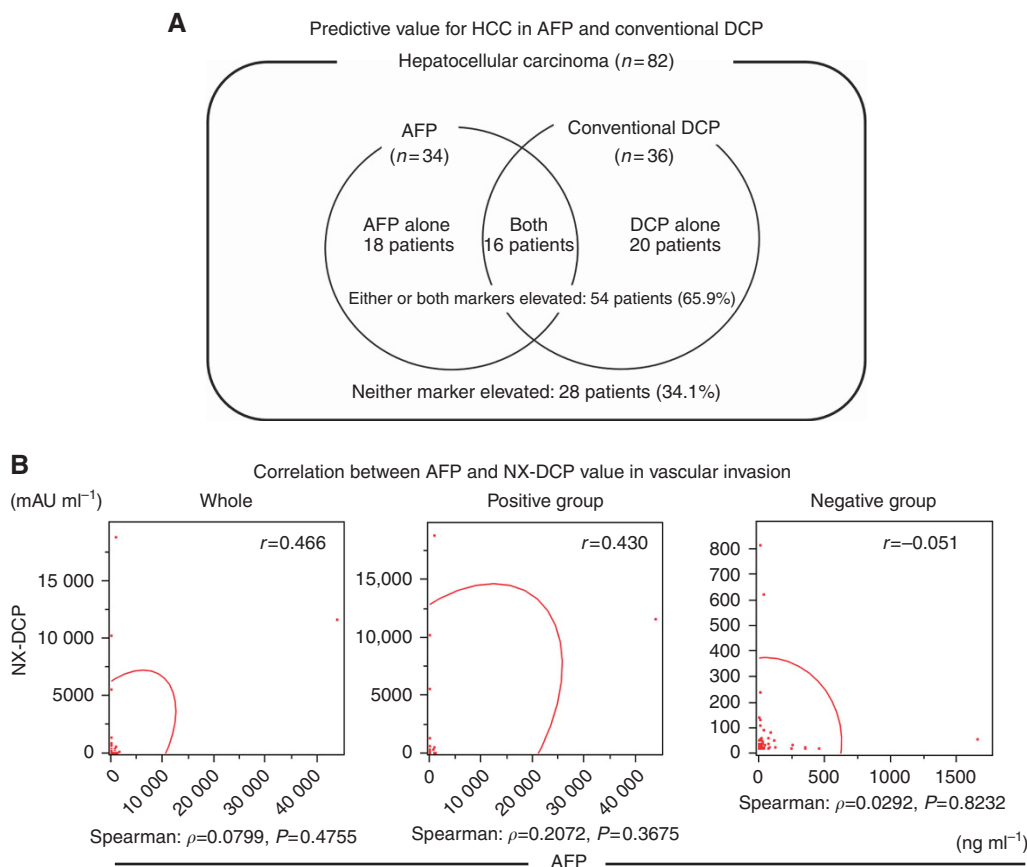 A
Predictive value for HCC in AFP and conventional DCP
Hepatocellular carcinoma (n=82)
AFP
(n=34)
Conventional DCP
(n=36)
AFP alone
18 patients
Both
16 patients
DCP alone
20 patients
Either or both markers elevated: 54 patients (65.9%)
Neither marker elevated: 28 patients (34.1%)
B
Correlation between AFP and NX-DCP value in vascular invasion
(mAU ml⁻¹)
NX-DCP
Whole
r=0.466
15 000
10 000
5000
0
0
10 000
20 000
30 000
40 000
Spearman: ρ=0.0799, P=0.4755
Positive group
r=0.430
15,000
10,000
5000
0
0
10 000
20 000
30 000
40 000
Spearman: ρ=0.2072, P=0.3675
Negative group
r=–0.051
800
700
600
500
400
300
200
100
0
0
500
1000
1500
Spearman: ρ=0.0292, P=0.8232
(ng ml⁻¹)
AFP